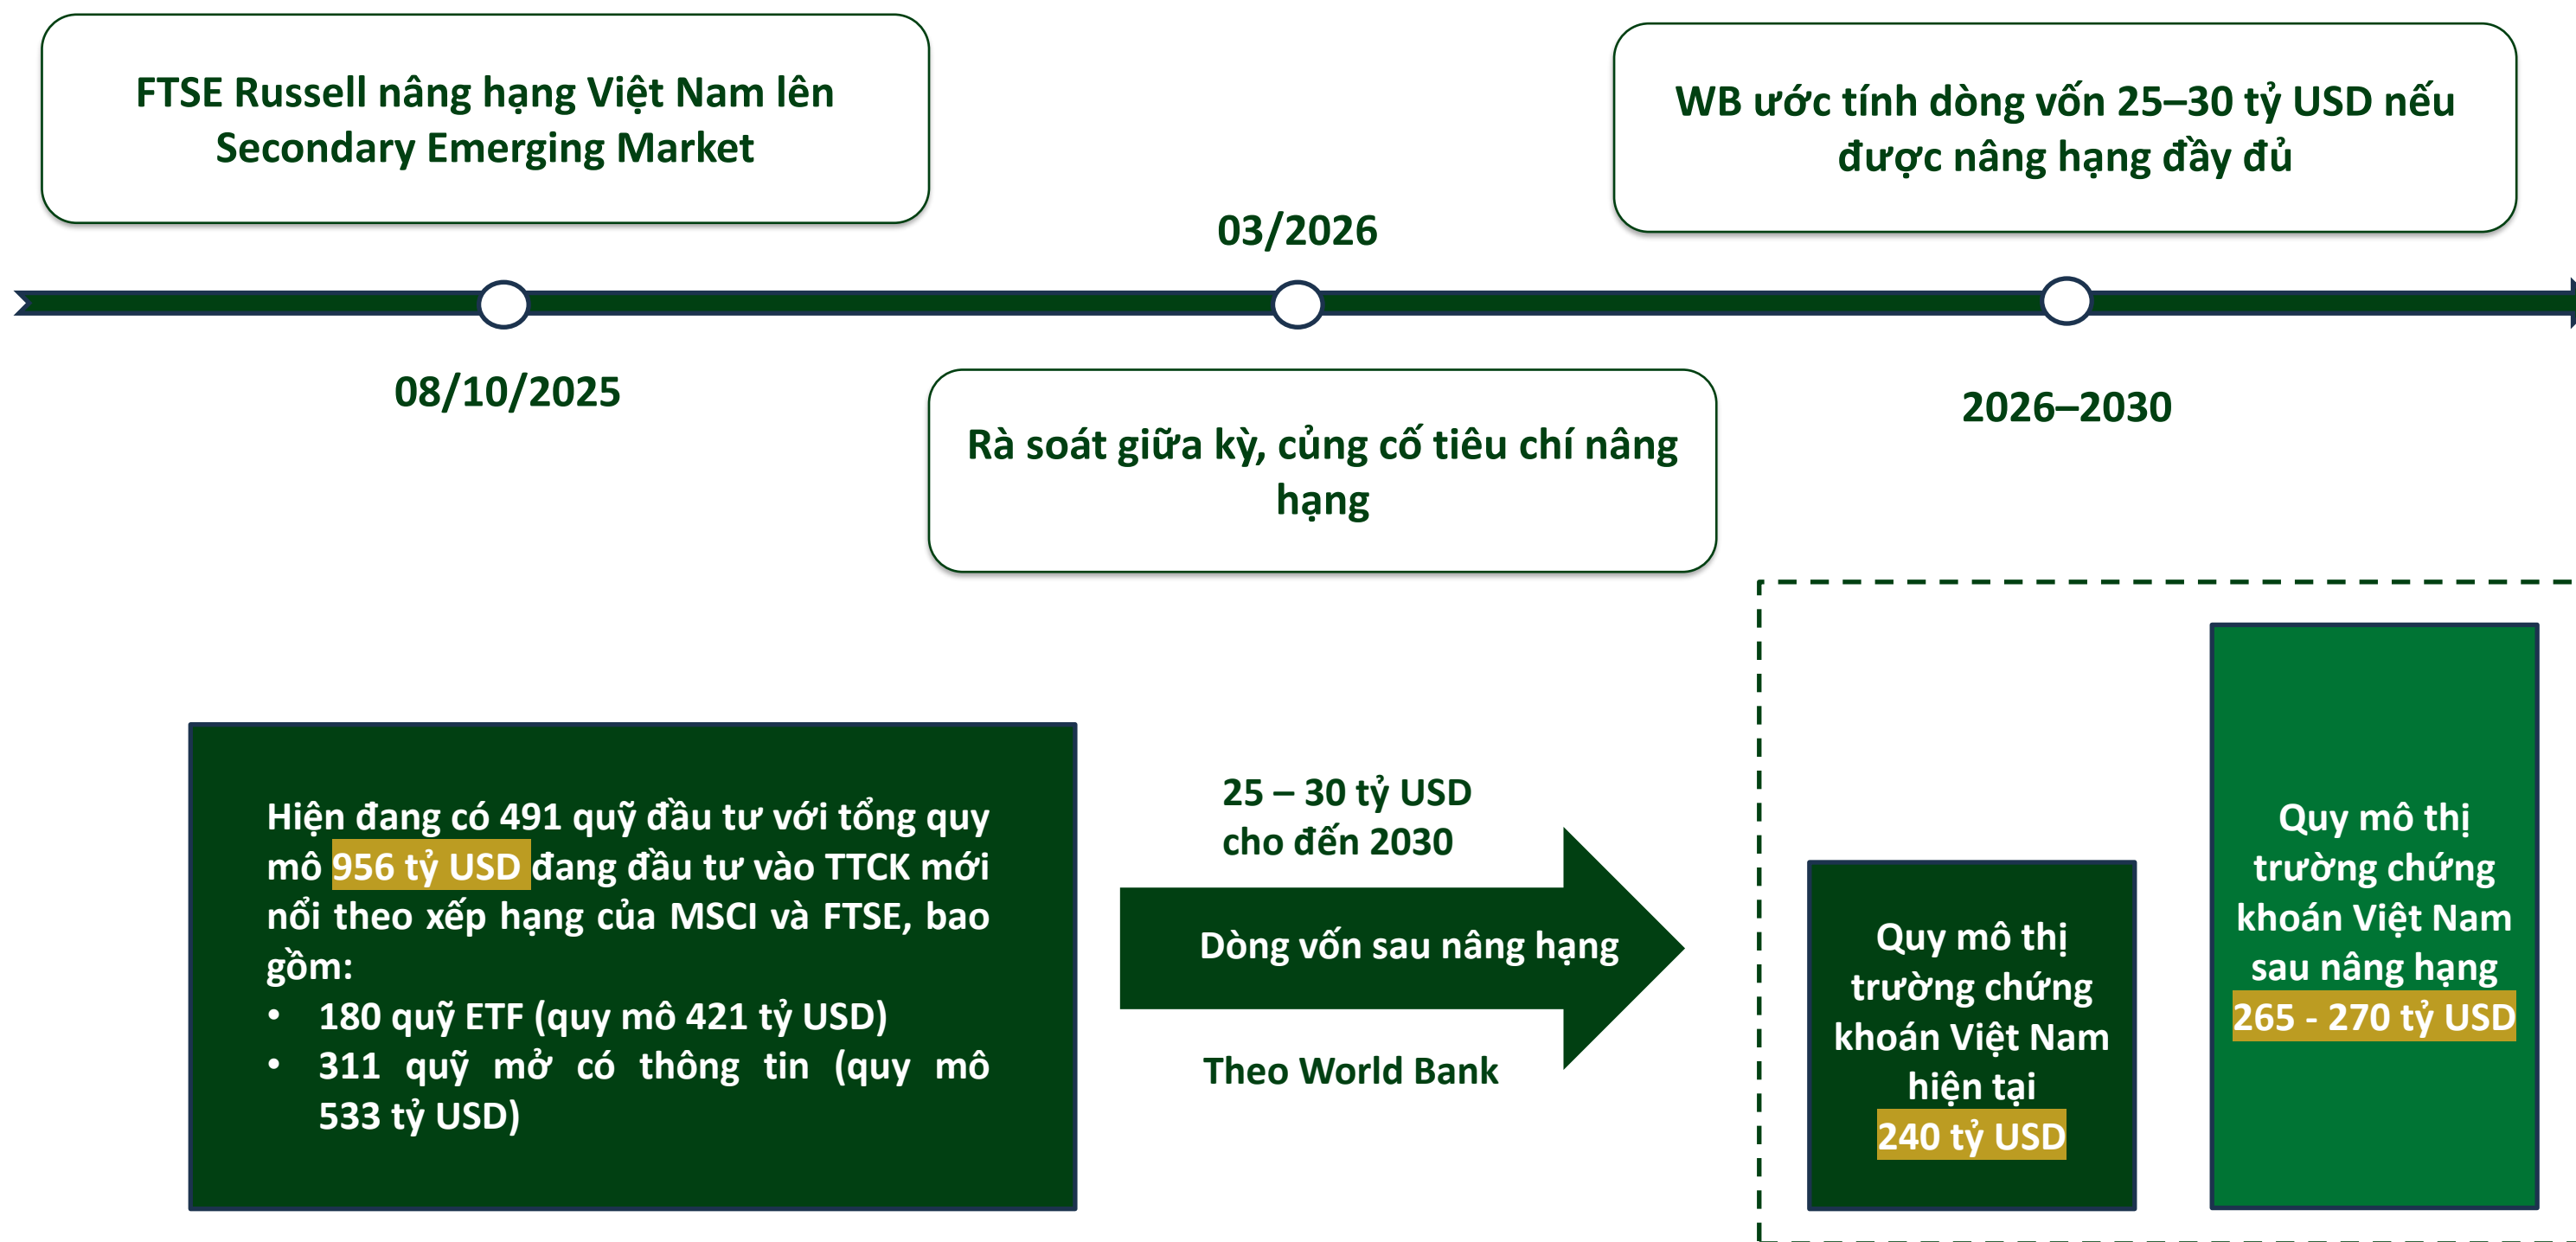 FTSE Russell nâng hạng Việt Nam lên
Secondary Emerging Market
WB ước tính dòng vốn 25–30 tỷ USD nếu
được nâng hạng đầy đủ
03/2026
08/10/2025
2026–2030
Rà soát giữa kỳ, củng cố tiêu chí nâng
hạng
Hiện đang có 491 quỹ đầu tư với tổng quy
mô 956 tỷ USD đang đầu tư vào TTCK mới
nổi theo xếp hạng của MSCI và FTSE, bao
gồm:
• 180 quỹ ETF (quy mô 421 tỷ USD)
• 311 quỹ mở có thông tin (quy mô
533 tỷ USD)
25 – 30 tỷ USD
cho đến 2030
Dòng vốn sau nâng hạng
Theo World Bank
Quy mô thị
trường chứng
khoán Việt Nam
hiện tại
240 tỷ USD
Quy mô thị
trường chứng
khoán Việt Nam
sau nâng hạng
265 - 270 tỷ USD